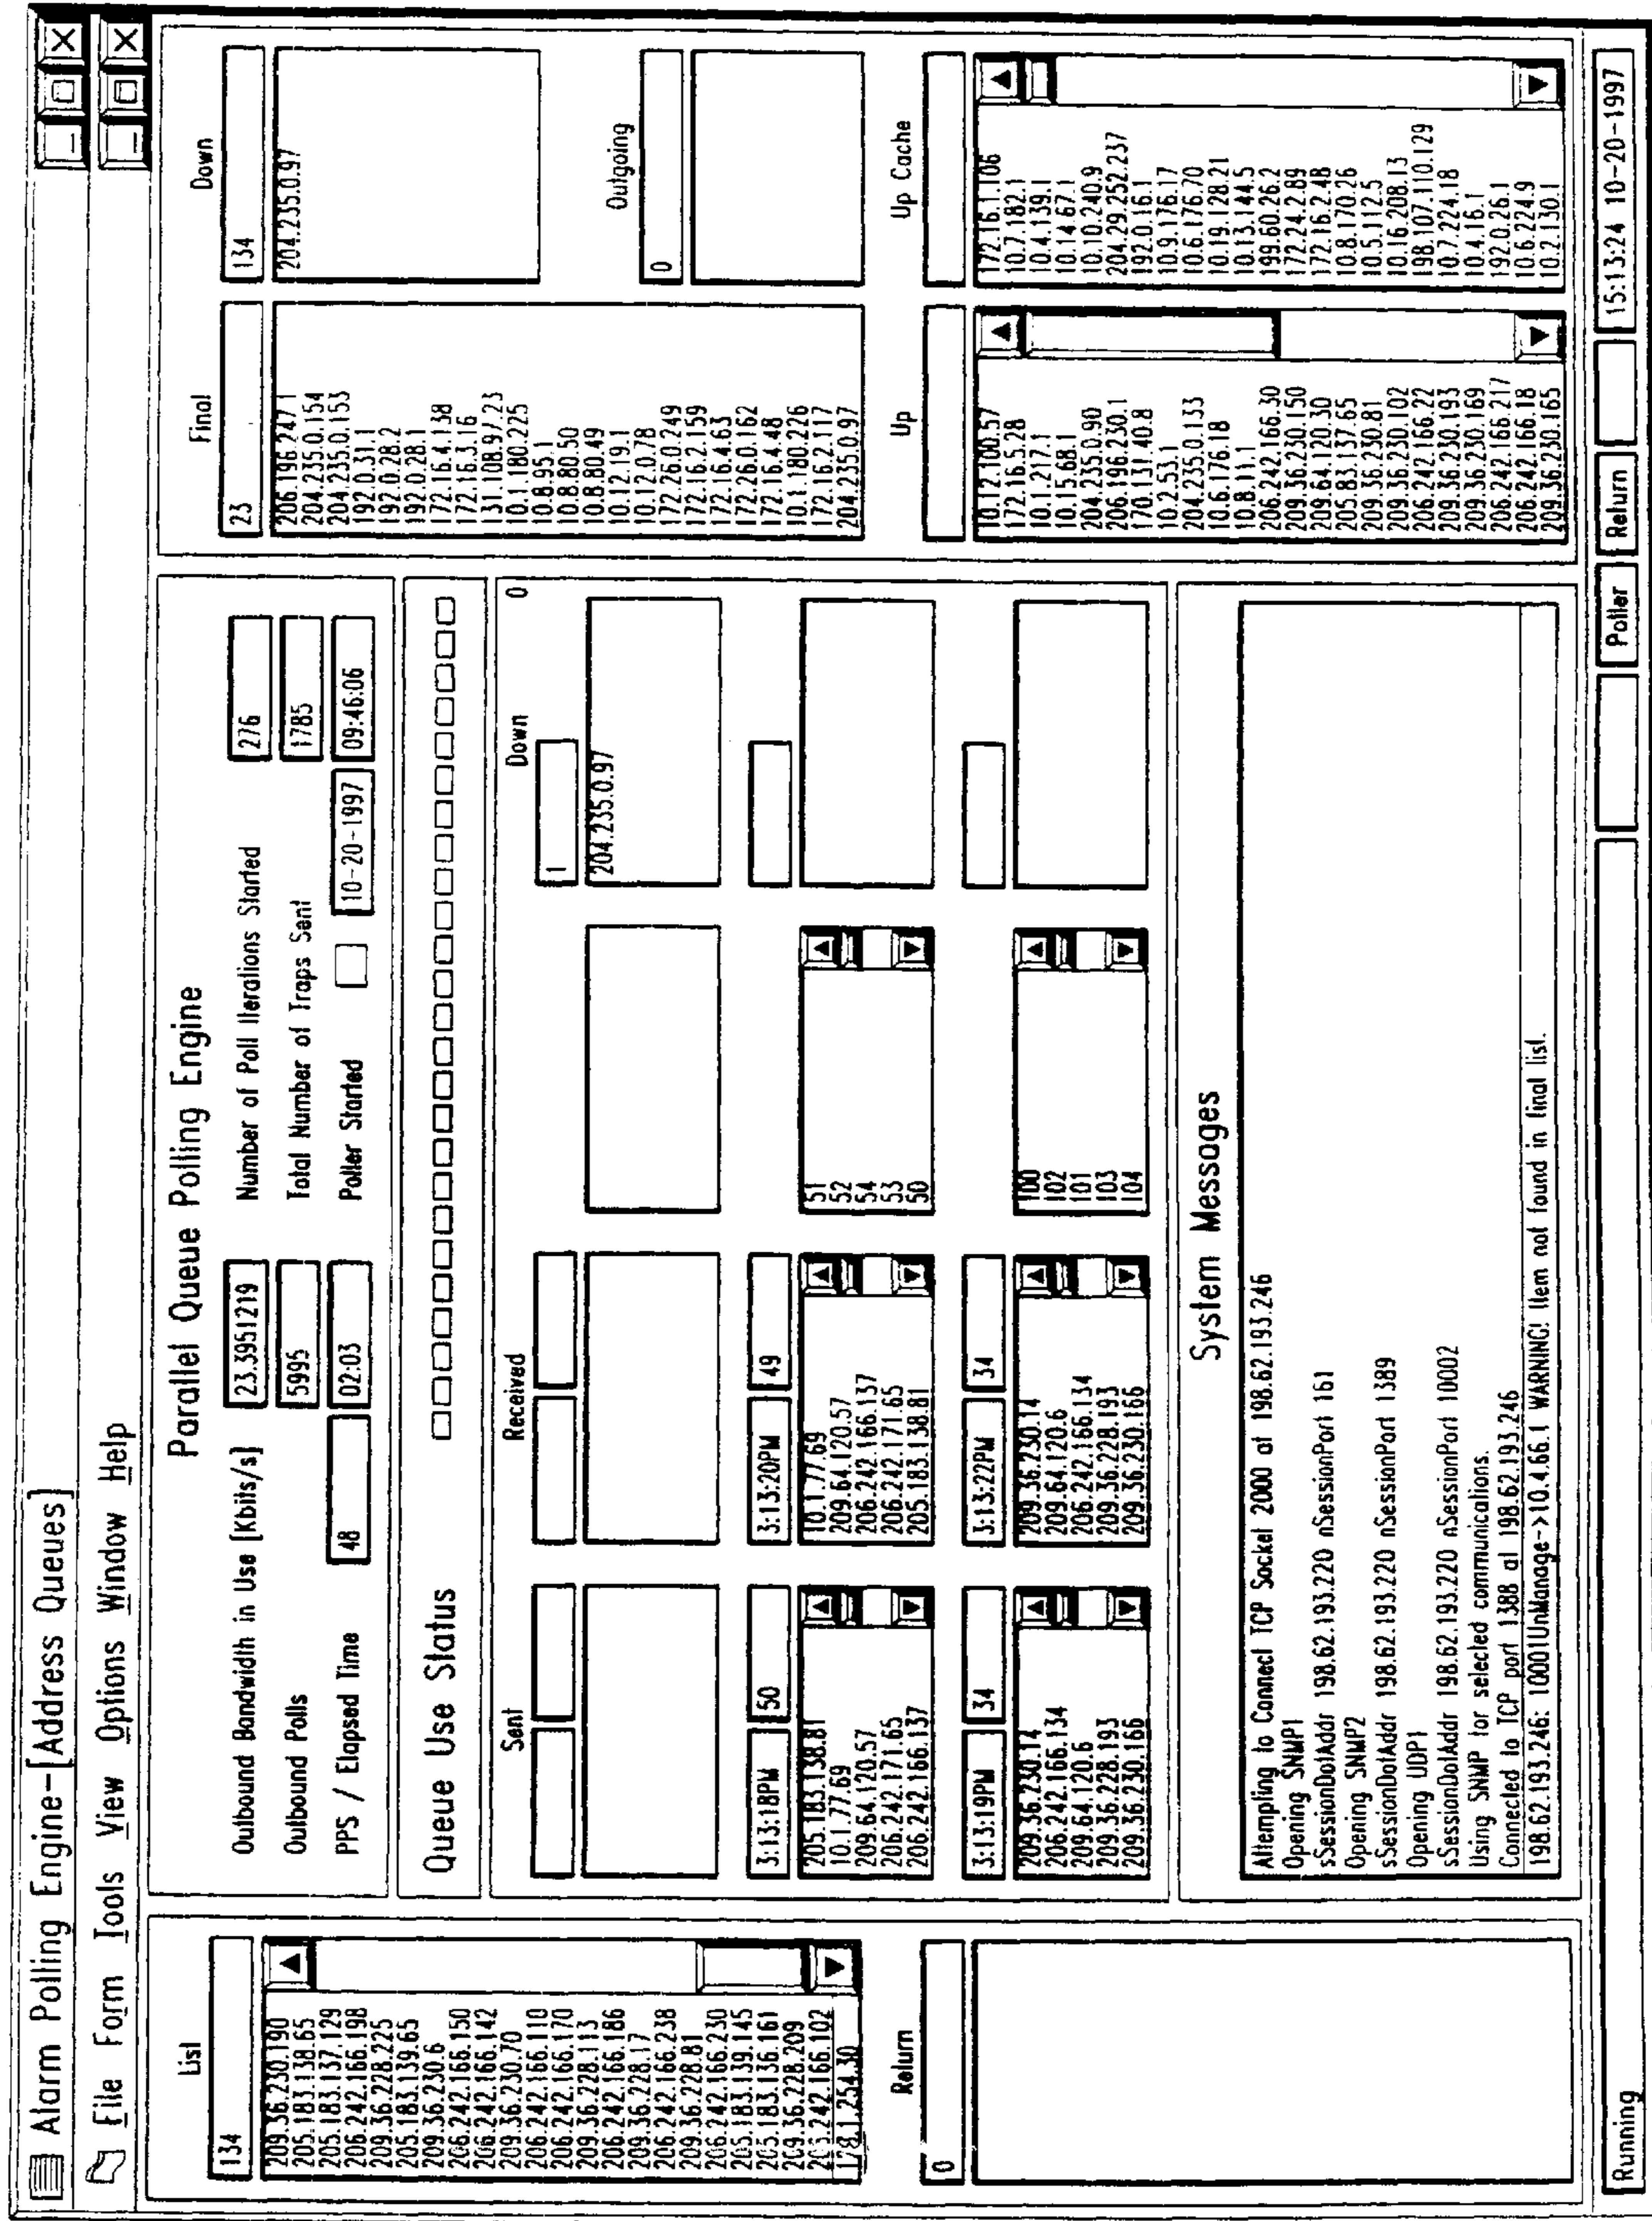 Alarm Polling Engine-[Address Queues]
File Form Tools View Options Window Help
List
134
209.36.230.190
205.183.138.65
205.183.137.129
206.242.166.198
209.36.228.225
205.183.139.65
209.36.230.6
206.242.166.150
206.242.166.142
209.36.230.70
206.242.166.110
206.242.166.170
209.36.228.113
206.242.166.186
209.36.228.17
206.242.166.238
209.36.228.81
206.242.166.230
205.183.139.145
205.183.136.161
209.36.228.209
178.1.254.30
Return
0
Parallel Queue Polling Engine
Outbound Bandwidth in Use [Kbits/s] 23.3951219 Number of Poll Iterations Started 276
Outbound Polls 5995 Total Number of Traps Sent 1785
PPS / Elapsed Time 48 02:03 Poller Started 10-20-1997 09:46:06
Queue Use Status
Sent Received Down 0
1
204.235.0.97
3:13:18PM 50 3:13:20PM 49
205.183.138.81 10.1.77.69 51
10.1.77.69 209.64.120.57 52
209.64.120.57 206.242.166.137 54
206.242.171.65 206.242.171.65 53
206.242.166.137 205.183.138.81 50
3:13:19PM 34 3:13:22PM 34
209.36.230.14 209.36.230.14 100
206.242.166.134 209.64.120.6 102
209.64.120.6 206.242.166.134 101
209.36.228.193 209.36.228.193 103
209.36.230.166 209.36.230.166 104
System Messages
Attempting to Connect TCP Socket 2000 at 198.62.193.246
Opening SNMP1
sSessionDotAddr 198.62.193.220 nSessionPort 161
Opening SNMP2
sSessionDotAddr 198.62.193.220 nSessionPort 1389
Opening UDP1
sSessionDotAddr 198.62.193.220 nSessionPort 10002
Using SNMP for selected communications.
Connected to TCP port 1388 at 198.62.193.246
198.62.193.246: 10001UnManage->10.4.66.1 WARNING! Item not found in final list.
Final
23
206.196.247.1
204.235.0.154
204.235.0.153
192.0.31.1
192.0.28.2
192.0.28.1
172.16.4.138
172.16.3.16
131.108.97.23
10.1.180.225
10.8.95.1
10.8.80.50
10.8.80.49
10.12.19.1
10.12.0.78
172.26.0.249
172.16.2.159
172.16.4.63
172.26.0.162
172.16.4.48
10.1.180.226
172.16.2.117
204.235.0.97
Down
134
204.235.0.97
Outgoing
0
Up
10.12.100.57
172.16.5.28
10.1.217.1
10.15.68.1
204.235.0.90
206.196.230.1
170.131.40.8
10.2.53.1
204.235.0.133
10.6.176.18
10.8.11.1
206.242.166.30
209.36.230.150
209.64.120.30
205.83.137.65
209.36.230.81
209.36.230.102
206.242.166.22
209.36.230.193
209.36.230.169
206.242.166.217
206.242.166.18
209.36.230.165
Up Cache
172.16.1.106
10.7.182.1
10.4.139.1
10.14.67.1
10.10.240.9
204.29.252.237
192.0.16.1
10.9.176.17
10.6.176.70
10.19.128.21
10.13.144.5
199.60.26.2
172.24.2.89
172.16.2.48
10.8.170.26
10.5.112.5
10.16.208.13
198.107.110.129
10.7.224.18
10.4.16.1
192.0.26.1
10.6.224.9
10.2.130.1
Running Poller Return 15:13:24 10-20-1997